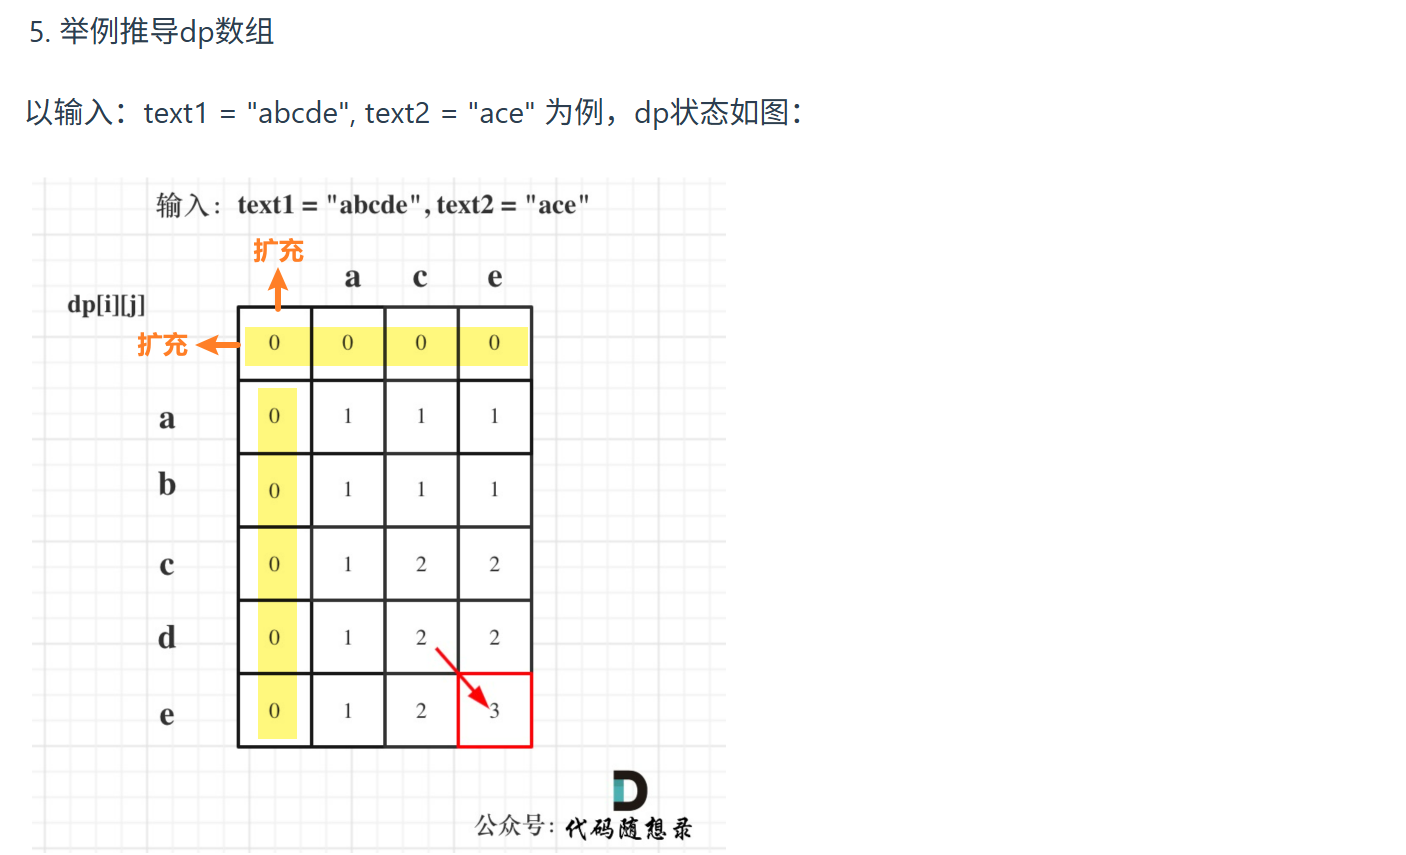 5. 举例推导dp数组
以输入：text1 = "abcde", text2 = "ace" 为例，dp状态如图：
输入：text1 = "abcde", text2 = "ace"
扩充
a c e
dp[i][j]
扩充 0 0 0 0
a 0 1 1 1
b 0 1 1 1
c 0 1 2 2
d 0 1 2 2
e 0 1 2 3
公众号：代码随想录